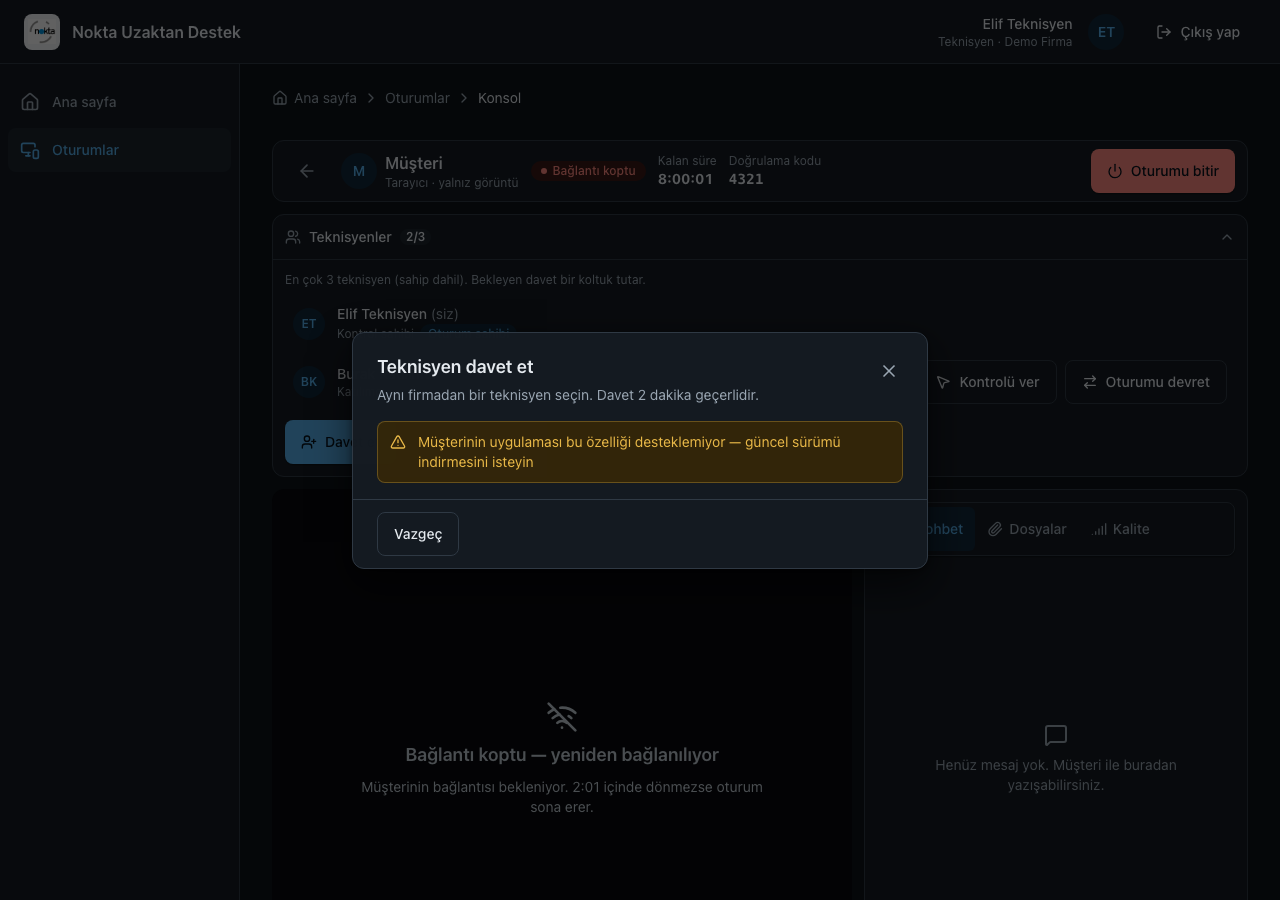 nokta
Nokta Uzaktan Destek
Elif Teknisyen
Teknisyen · Demo Firma
ET
Çıkış yap
Ana sayfa
Oturumlar
Ana sayfa
Oturumlar
Konsol
M
Müşteri
Tarayıcı · yalnız görüntü
Bağlantı koptu
Kalan süre
8:00:01
Doğrulama kodu
4321
Oturumu bitir
Teknisyenler
2/3
En çok 3 teknisyen (sahip dahil). Bekleyen davet bir koltuk tutar.
ET
Elif Teknisyen (siz)
BK
Kontrolü ver
Oturumu devret
Teknisyen davet et
Aynı firmadan bir teknisyen seçin. Davet 2 dakika geçerlidir.
Müşterinin uygulaması bu özelliği desteklemiyor — güncel sürümü
indirmesini isteyin
Vazgeç
Dosyalar
Kalite
Bağlantı koptu — yeniden bağlanılıyor
Müşterinin bağlantısı bekleniyor. 2:01 içinde dönmezse oturum
sona erer.
Henüz mesaj yok. Müşteri ile buradan
yazışabilirsiniz.